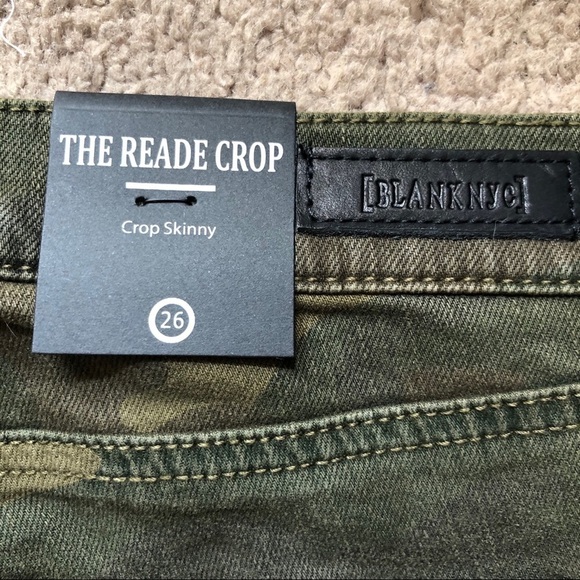 THE READE CROP
Crop Skinny
26
[BLANKNYC]